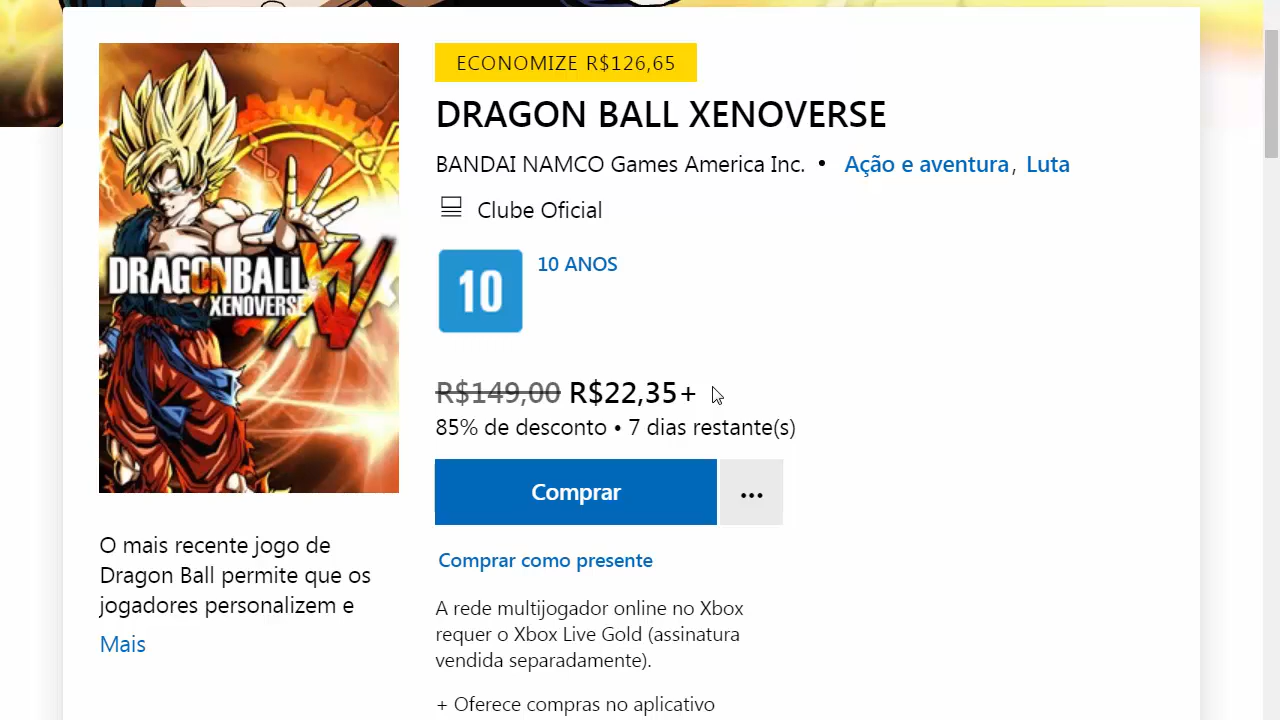 ECONOMIZE R$126,65
DRAGON BALL XENOVERSE
BANDAI NAMCO Games America Inc. • Ação e aventura, Luta
Clube Oficial
10
10 ANOS
DRAGONBALL
XENOVERSE
XV
R$149,00 R$22,35+
85% de desconto • 7 dias restante(s)
Comprar
...
Comprar como presente
O mais recente jogo de
Dragon Ball permite que os
jogadores personalizem e
Mais
A rede multijogador online no Xbox
requer o Xbox Live Gold (assinatura
vendida separadamente).
+ Oferece compras no aplicativo